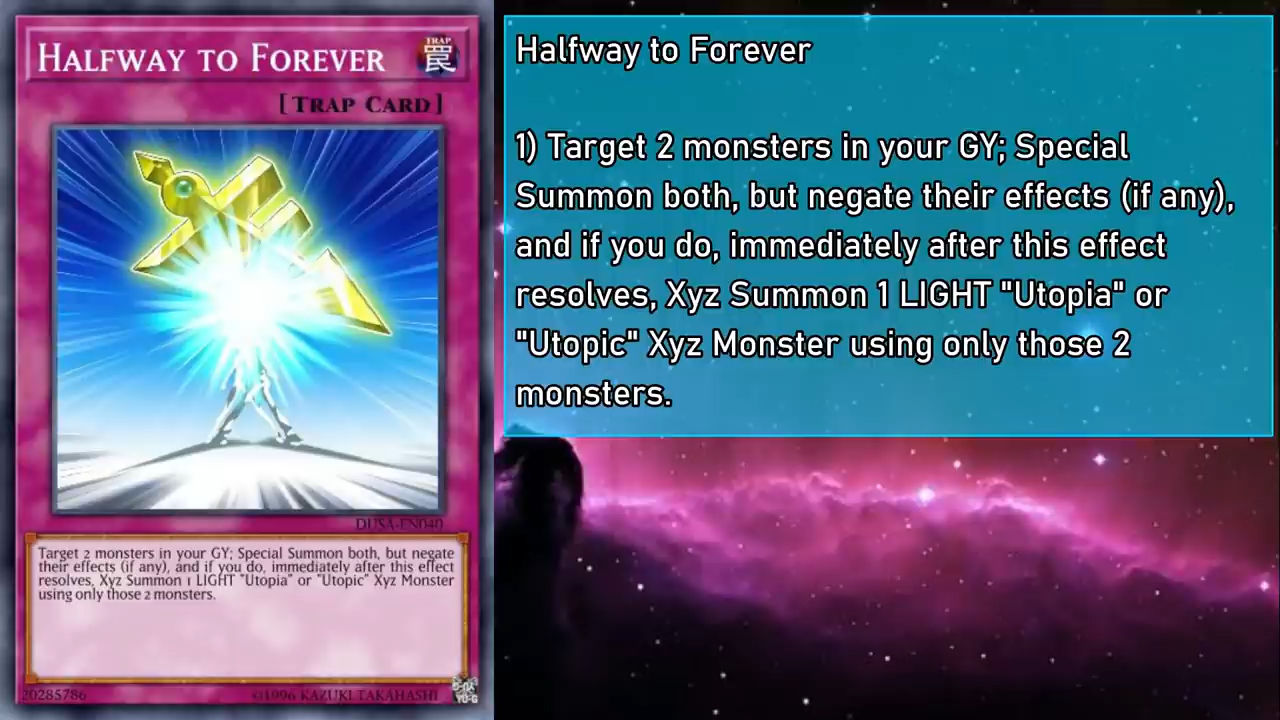 HALFWAY TO FOREVER
TRAP
罠
[TRAP CARD]
DUSA-EN040
Target 2 monsters in your GY; Special Summon both, but negate
their effects (if any), and if you do, immediately after this effect
resolves, Xyz Summon 1 LIGHT "Utopia" or "Utopic" Xyz Monster
using only those 2 monsters.
20285786
©1996 KAZUKI TAKAHASHI
Halfway to Forever
1) Target 2 monsters in your GY; Special
Summon both, but negate their effects (if any),
and if you do, immediately after this effect
resolves, Xyz Summon 1 LIGHT "Utopia" or
"Utopic" Xyz Monster using only those 2
monsters.